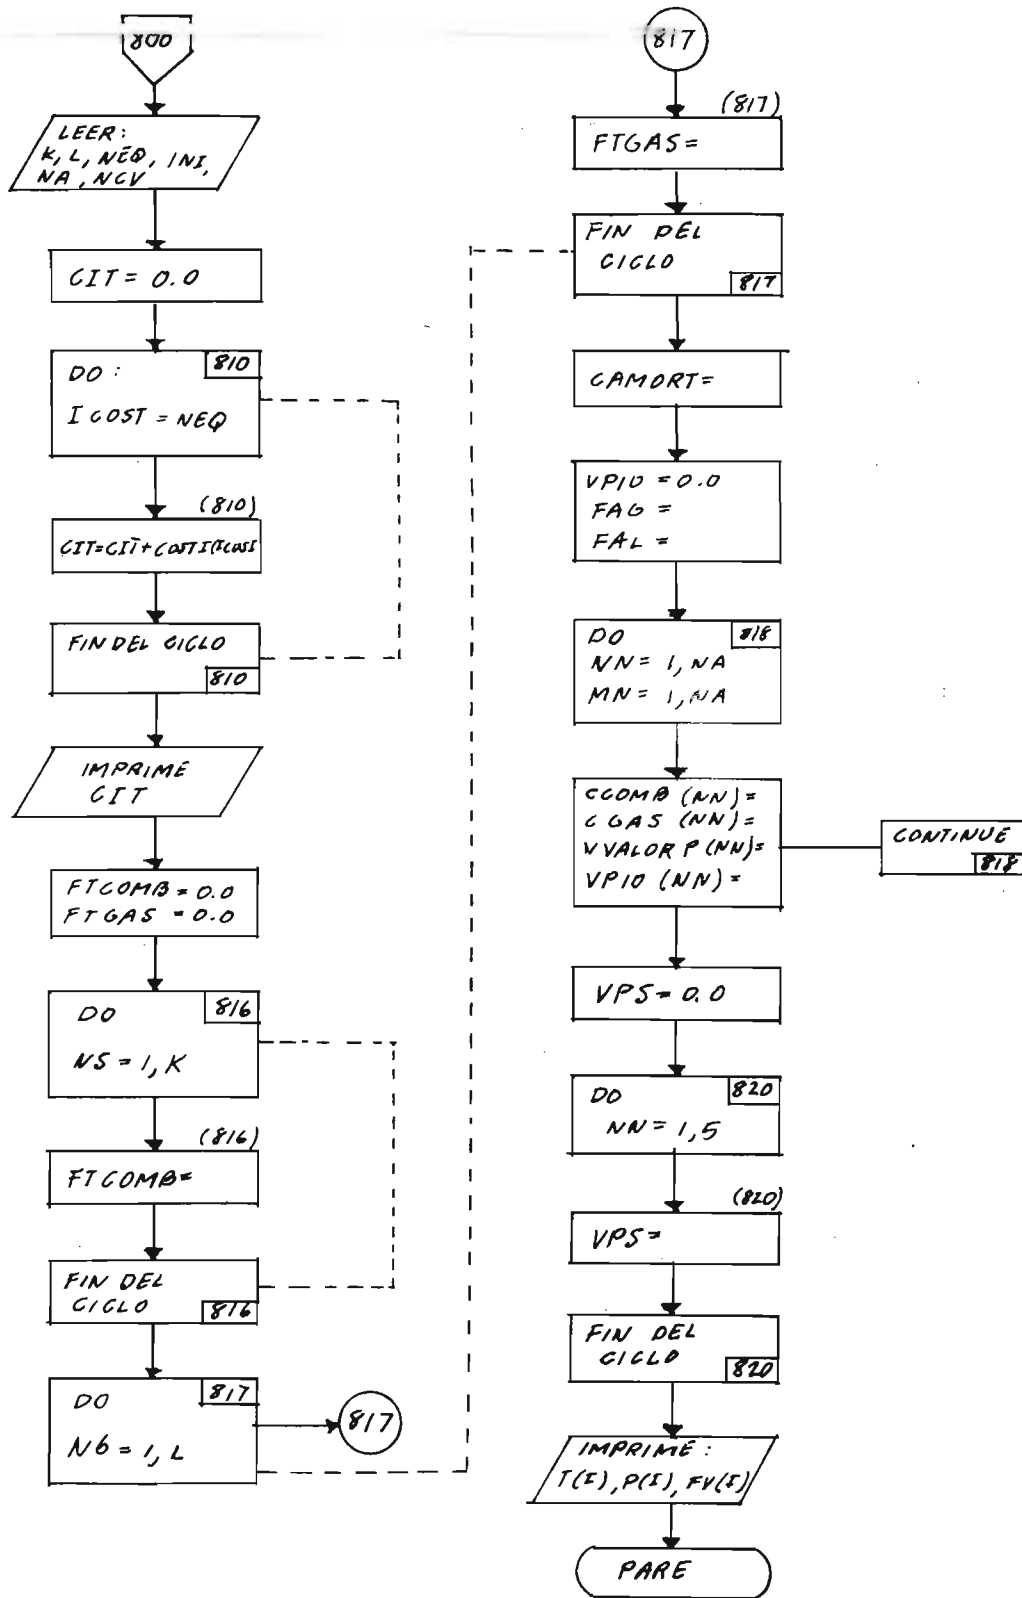 800
LEER:
K, L, NEQ, INI,
NA, NCV
CIT = 0.0
810
DO:
ICOST = NEQ
(810)
CIT=CIT+COSTI(ICOST
FIN DEL CICLO
810
IMPRIME
CIT
FTCOMB = 0.0
FTGAS = 0.0
816
DO
NS = 1, K
(816)
FTCOMB=
FIN DEL
CICLO
816
817
DO
N6 = 1, L
817
817
(817)
FTGAS=
FIN DEL
CICLO
817
CAMORT=
VPIO = 0.0
FAG =
FAL =
818
DO
NN = 1, NA
MN = 1, NA
CCOMB (NN) =
CGAS (NN) =
VVALOR P (NN)=
VPIO (NN) =
CONTINUE
818
VPS = 0.0
820
DO
NN = 1, 5
(820)
VPS=
FIN DEL
CICLO
820
IMPRIME:
T(I), P(I), FV(I)
PARE